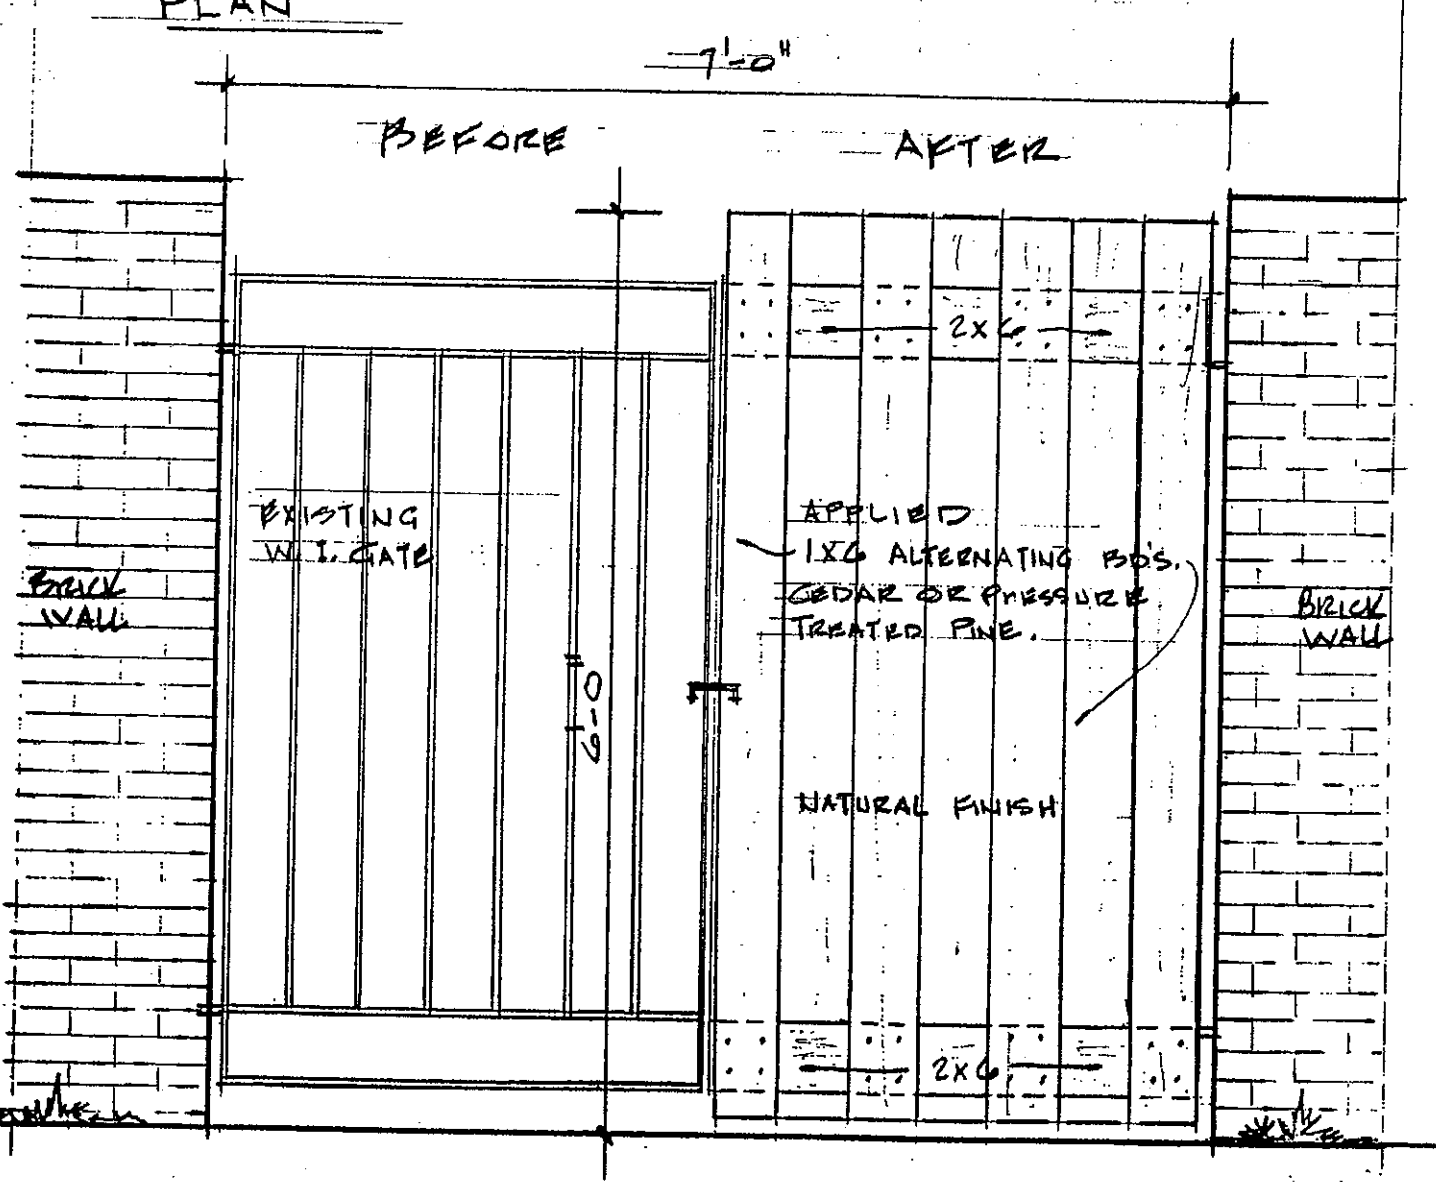 PLAN
7'-0"
BEFORE
AFTER
2X6
EXISTING
W. I. GATE
APPLIED
1X6 ALTERNATING BD'S.
CEDAR OR PRESSURE
TREATED PINE.
BRICK
WALL
BRICK
WALL
6-0
NATURAL FINISH
2X6